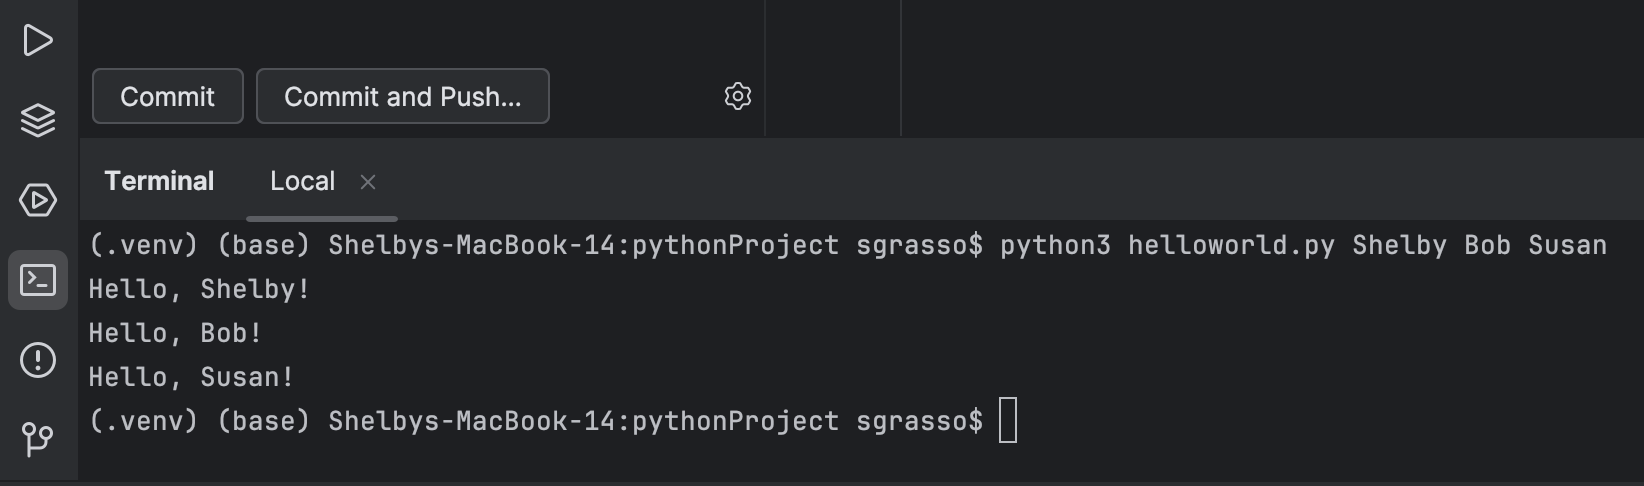 Commit
Commit and Push...
Terminal
Local
(.venv) (base) Shelbys-MacBook-14:pythonProject sgrasso$ python3 helloworld.py Shelby Bob Susan
Hello, Shelby!
Hello, Bob!
Hello, Susan!
(.venv) (base) Shelbys-MacBook-14:pythonProject sgrasso$